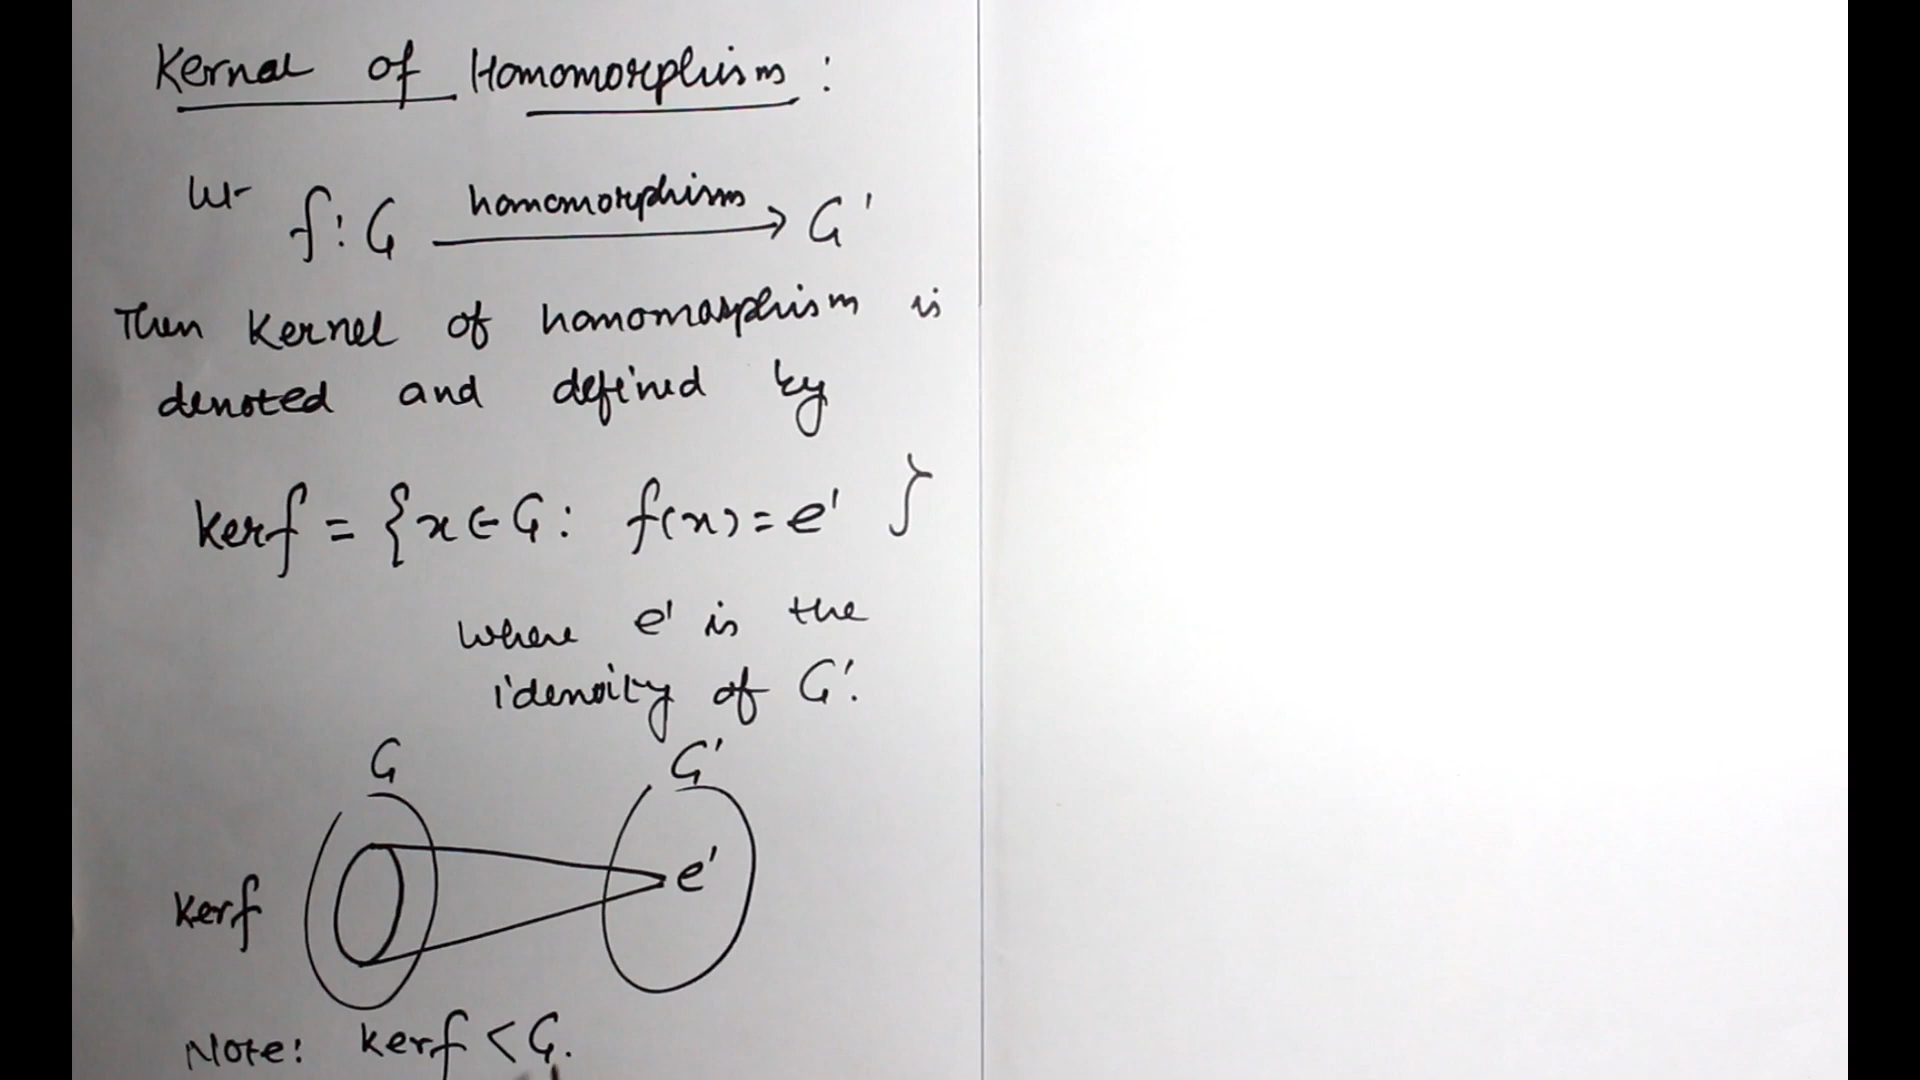 Kernal of Homomorphism :
Let f : G homomorphism → G'
Then Kernel of homomorphism is
denoted and defined by
kerf = {x ∈ G : f(x) = e' }
where e' is the
identity of G'.
G G'
kerf e'
Note: kerf < G.